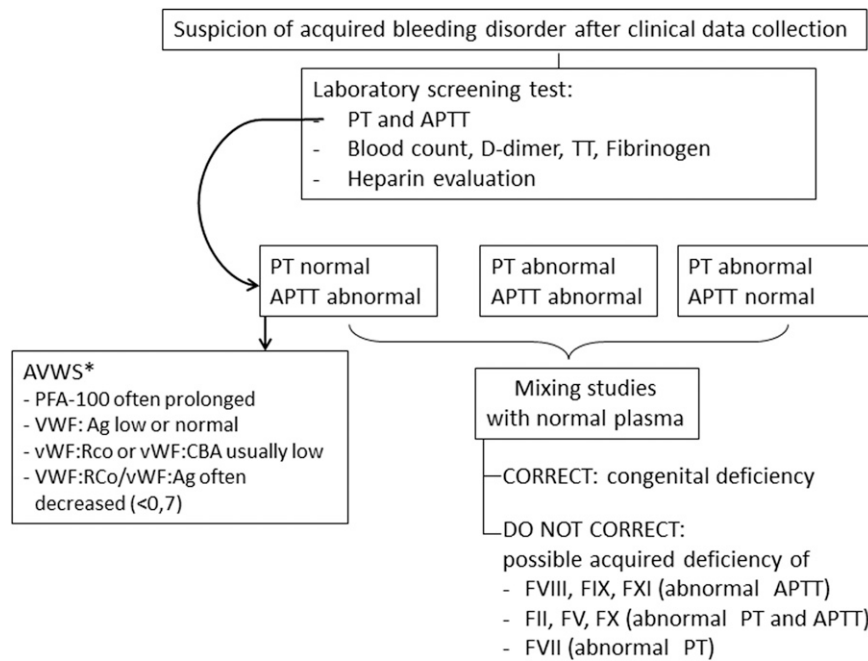 Suspicion of acquired bleeding disorder after clinical data collection
Laboratory screening test:
- PT and APTT
- Blood count, D-dimer, TT, Fibrinogen
- Heparin evaluation
PT normal
APTT abnormal
PT abnormal
APTT abnormal
PT abnormal
APTT normal
AVWS*
- PFA-100 often prolonged
- VWF: Ag low or normal
- vWF:Rco or vWF:CBA usually low
- VWF:RCo/vWF:Ag often
decreased (<0,7)
Mixing studies
with normal plasma
CORRECT: congenital deficiency
DO NOT CORRECT:
possible acquired deficiency of
- FVIII, FIX, FXI (abnormal APTT)
- FII, FV, FX (abnormal PT and APTT)
- FVII (abnormal PT)